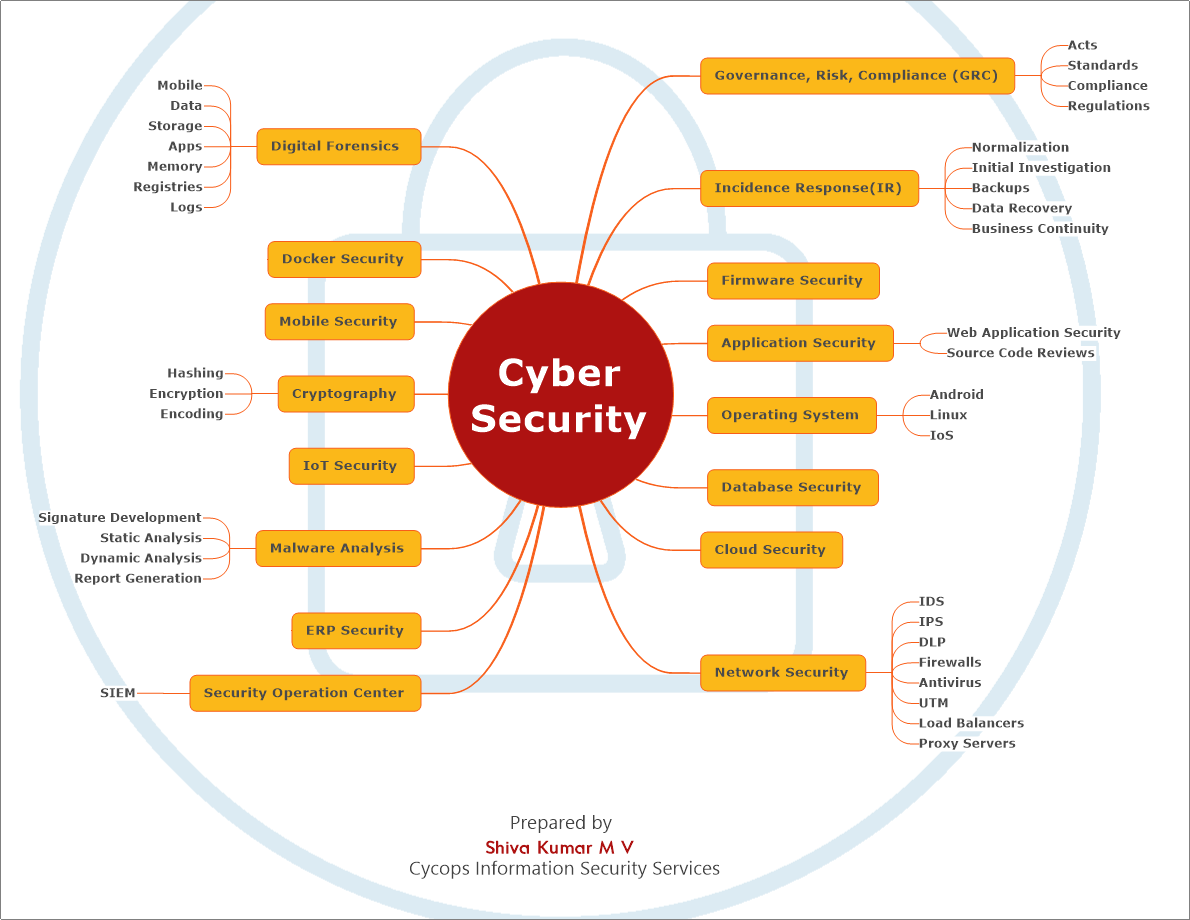 Cyber
Security
Governance, Risk, Compliance (GRC)
Acts
Standards
Compliance
Regulations
Incidence Response(IR)
Normalization
Initial Investigation
Backups
Data Recovery
Business Continuity
Firmware Security
Application Security
Web Application Security
Source Code Reviews
Operating System
Android
Linux
IoS
Database Security
Cloud Security
Network Security
IDS
IPS
DLP
Firewalls
Antivirus
UTM
Load Balancers
Proxy Servers
Digital Forensics
Mobile
Data
Storage
Apps
Memory
Registries
Logs
Docker Security
Mobile Security
Cryptography
Hashing
Encryption
Encoding
IoT Security
Malware Analysis
Signature Development
Static Analysis
Dynamic Analysis
Report Generation
ERP Security
Security Operation Center
SIEM
Prepared by
Shiva Kumar M V
Cycops Information Security Services